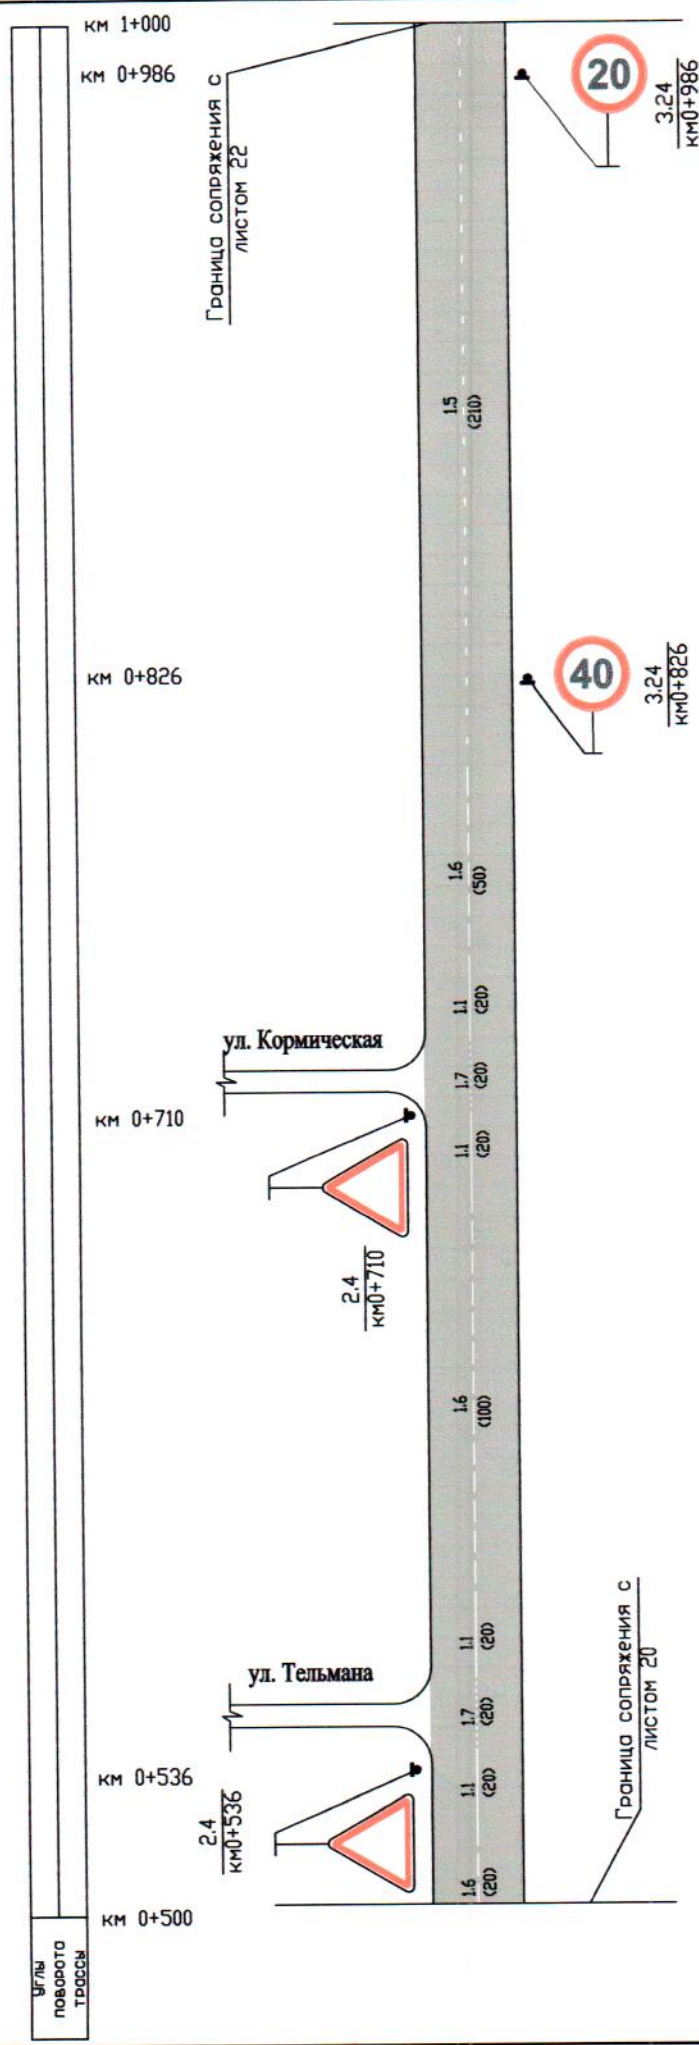 км 1+000
км 0+986
Граница сопряжения с
листом 22
20
3.24
км0+986
1.5
(210)
км 0+826
40
3.24
км0+826
1.6
(50)
1.1
(20)
ул. Кормическая
1.7
(20)
км 0+710
1.1
(20)
2.4
км0+710
1.6
(100)
1.1
(20)
ул. Тельмана
1.7
(20)
Граница сопряжения с
листом 20
км 0+536
1.1
(20)
2.4
км0+536
1.6
(20)
км 0+500
Углы
поворота
трассы